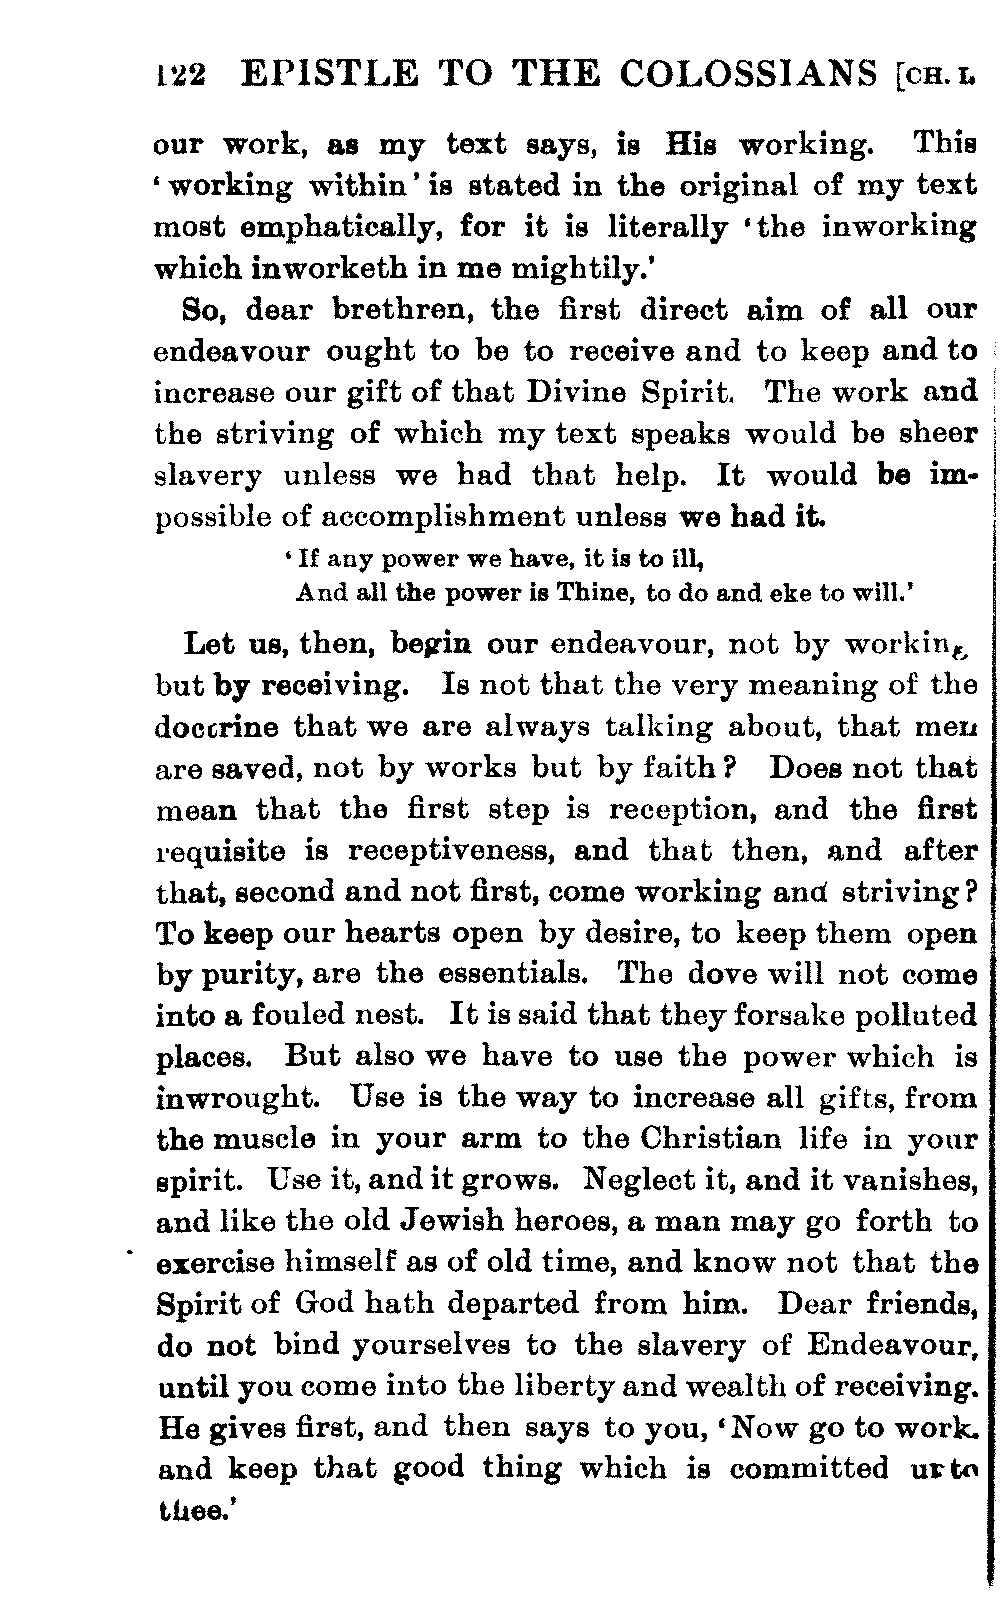 122 EPISTLE TO THE COLOSSIANS [CH. I.
our work, as my text says, is His working. This
‘working within’ is stated in the original of my text
most emphatically, for it is literally ‘the inworking
which inworketh in me mightily.’
So, dear brethren, the first direct aim of all our
endeavour ought to be to receive and to keep and to
increase our gift of that Divine Spirit. The work and
the striving of which my text speaks would be sheer
slavery unless we had that help. It would be im-
possible of accomplishment unless we had it.
‘If any power we have, it is to ill,
And all the power is Thine, to do and eke to will.’
Let us, then, begin our endeavour, not by working,
but by receiving. Is not that the very meaning of the
doctrine that we are always talking about, that men
are saved, not by works but by faith? Does not that
mean that the first step is reception, and the first
requisite is receptiveness, and that then, and after
that, second and not first, come working and striving?
To keep our hearts open by desire, to keep them open
by purity, are the essentials. The dove will not come
into a fouled nest. It is said that they forsake polluted
places. But also we have to use the power which is
inwrought. Use is the way to increase all gifts, from
the muscle in your arm to the Christian life in your
spirit. Use it, and it grows. Neglect it, and it vanishes,
and like the old Jewish heroes, a man may go forth to
exercise himself as of old time, and know not that the
Spirit of God hath departed from him. Dear friends,
do not bind yourselves to the slavery of Endeavour,
until you come into the liberty and wealth of receiving.
He gives first, and then says to you, ‘Now go to work.
and keep that good thing which is committed unto
thee.’